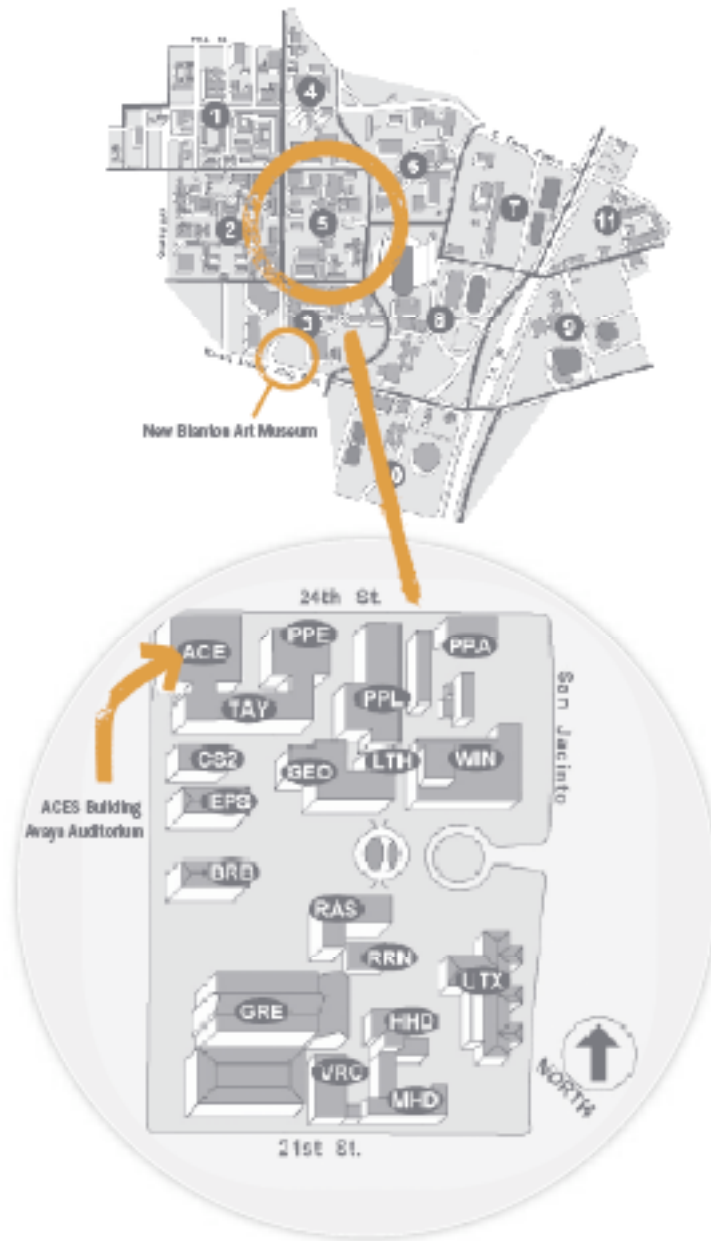 1
4
6
7
11
2
5
3
8
9
New Blanton Art Museum
24th St.
ACE
PPE
PPA
TAY
PPL
San Jacinto
CS2
GEO
LTH
WIN
EPS
ACES Building
Avaya Auditorium
BRB
RAS
RRN
LTX
GRE
HHD
VRC
MHD
NORTH
21st St.